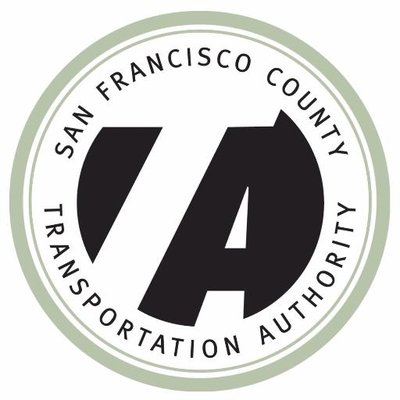 SAN FRANCISCO COUNTY
TA
TRANSPORTATION AUTHORITY